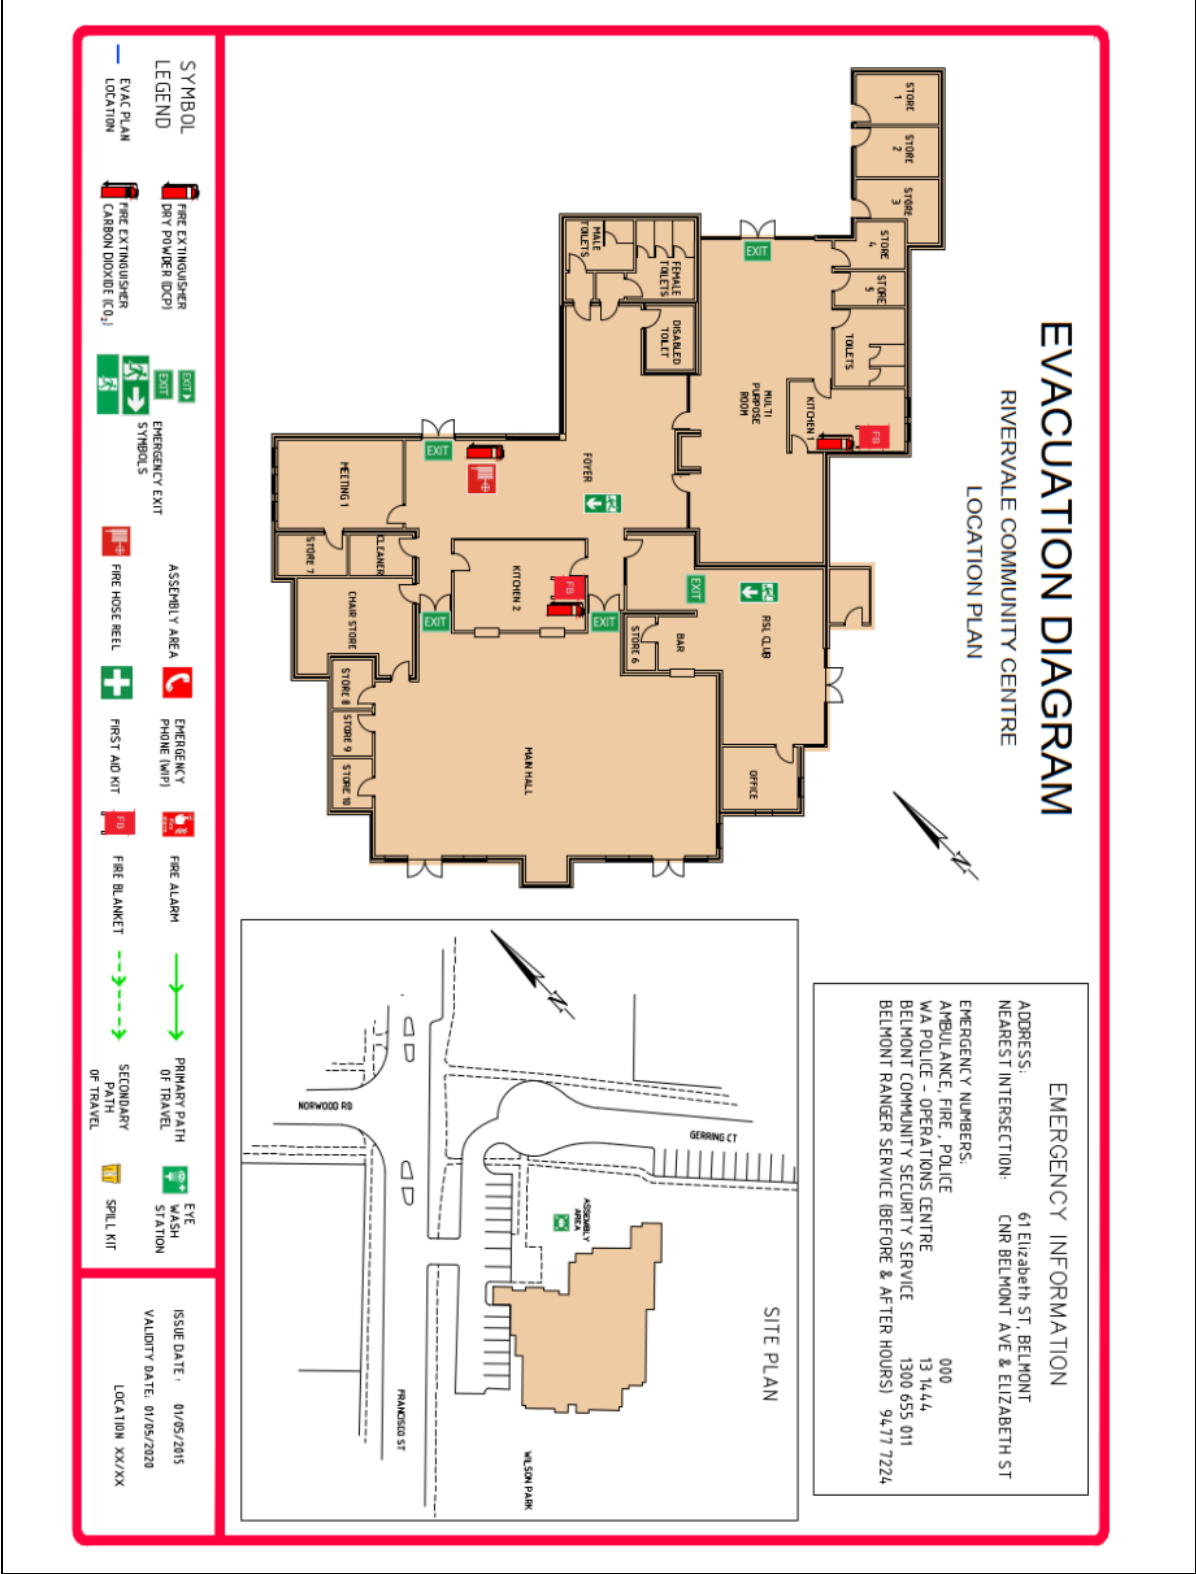 EVACUATION DIAGRAM
RIVERVALE COMMUNITY CENTRE
LOCATION PLAN
STORE
1
STORE
2
STORE
3
STORE
4
STORE
5
TOILETS
KITCHEN 1
FB
EXIT
MULTI
PURPOSE
ROOM
MALE
TOILETS
FEMALE
TOILETS
DISABLED
TOILET
FOYER
EXIT
MEETING 1
STORE 7
CLEANER
CHAIR STORE
KITCHEN 2
FB
EXIT
EXIT
EXIT
RSL CLUB
BAR
STORE 6
STORE 8
STORE 9
STORE 10
MAIN HALL
OFFICE
N
EMERGENCY INFORMATION
ADDRESS: 61 Elizabeth ST, BELMONT
NEAREST INTERSECTION: CNR BELMONT AVE & ELIZABETH ST
EMERGENCY NUMBERS:
AMBULANCE, FIRE, POLICE 000
WA POLICE - OPERATIONS CENTRE 13 1444
BELMONT COMMUNITY SECURITY SERVICE 1300 655 011
BELMONT RANGER SERVICE (BEFORE & AFTER HOURS) 9477 7224
SITE PLAN
N
GERRING CT
NORWOOD RD
ASSEMBLY
AREA
FRANCISCO ST
WILSON PARK
SYMBOL
LEGEND
EVAC PLAN
LOCATION
FIRE EXTINGUISHER
DRY POWDER (DCP)
FIRE EXTINGUISHER
CARBON DIOXIDE (CO2)
EXIT
EXIT
EMERGENCY EXIT
SYMBOLS
ASSEMBLY AREA
FIRE HOSE REEL
EMERGENCY
PHONE (WIP)
FIRST AID KIT
FIRE ALARM
FB
FIRE BLANKET
PRIMARY PATH
OF TRAVEL
SECONDARY
PATH
OF TRAVEL
EYE
WASH
STATION
SPILL KIT
ISSUE DATE : 01/05/2015
VALIDITY DATE: 01/05/2020
LOCATION XX/XX